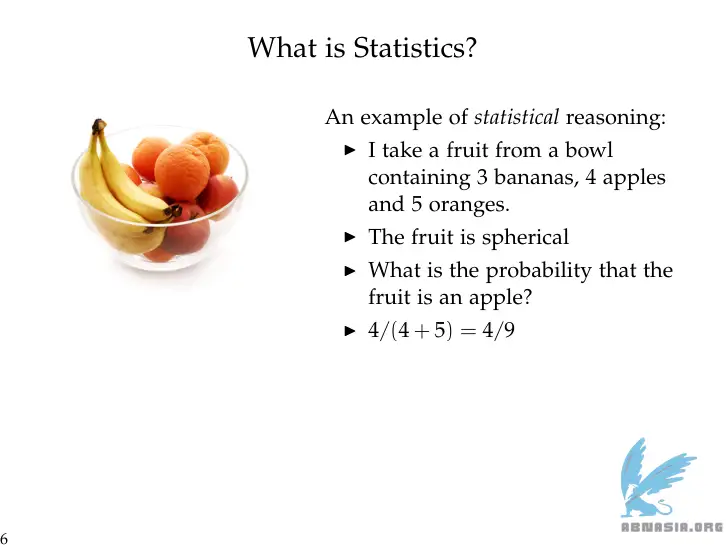 What is Statistics?
An example of statistical reasoning:
▶ I take a fruit from a bowl
containing 3 bananas, 4 apples
and 5 oranges.
▶ The fruit is spherical
▶ What is the probability that the
fruit is an apple?
▶ 4/(4 + 5) = 4/9
ABNASIA.ORG
6